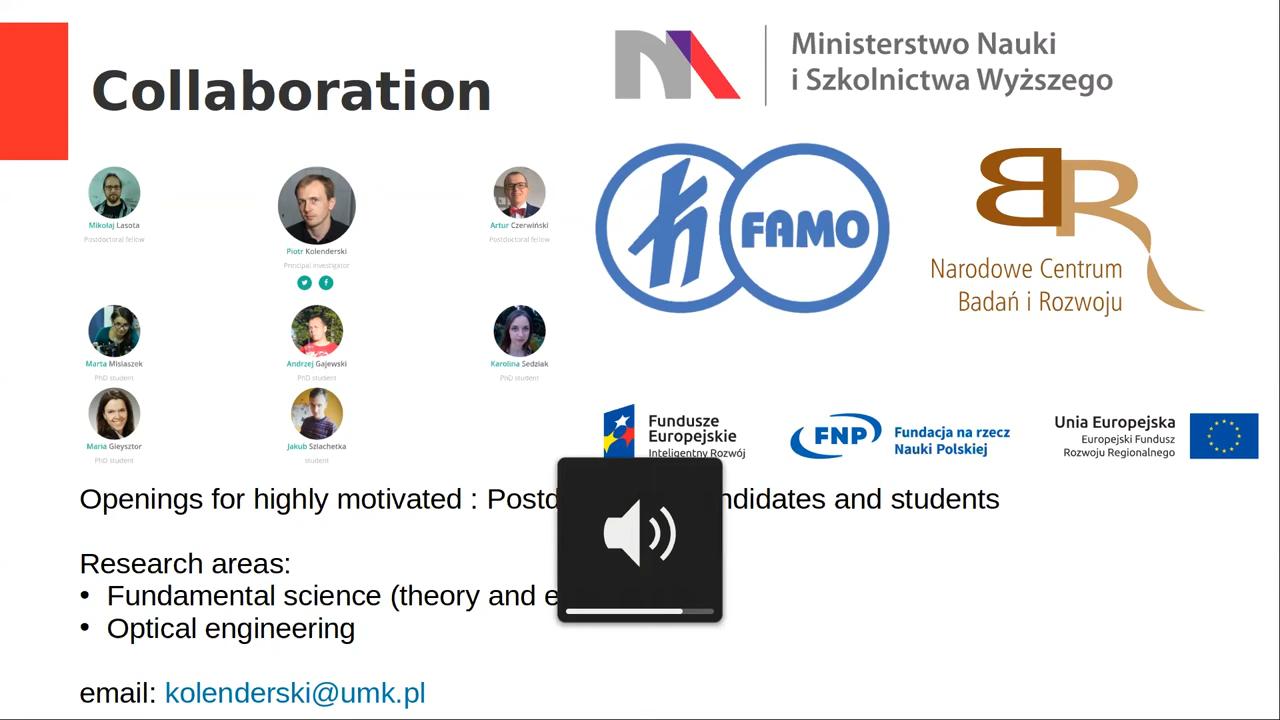 Collaboration
Ministerstwo Nauki
i Szkolnictwa Wyższego
Mikołaj Lasota
Postdoctoral fellow
Piotr Kolenderski
Principal investigator
Artur Czerwiński
Postdoctoral fellow
ħ FAMO
BR
Narodowe Centrum
Badań i Rozwoju
Marta Misiaszek
PhD student
Andrzej Gajewski
PhD student
Karolina Sedziak
PhD student
Maria Gieysztor
PhD student
Jakub Szlachetka
student
Fundusze
Europejskie
Inteligentny Rozwój
FNP
Fundacja na rzecz
Nauki Polskiej
Unia Europejska
Europejski Fundusz
Rozwoju Regionalnego
Openings for highly motivated : and students
Research areas:
• Fundamental science (theory and
• Optical engineering
email: kolenderski@umk.pl